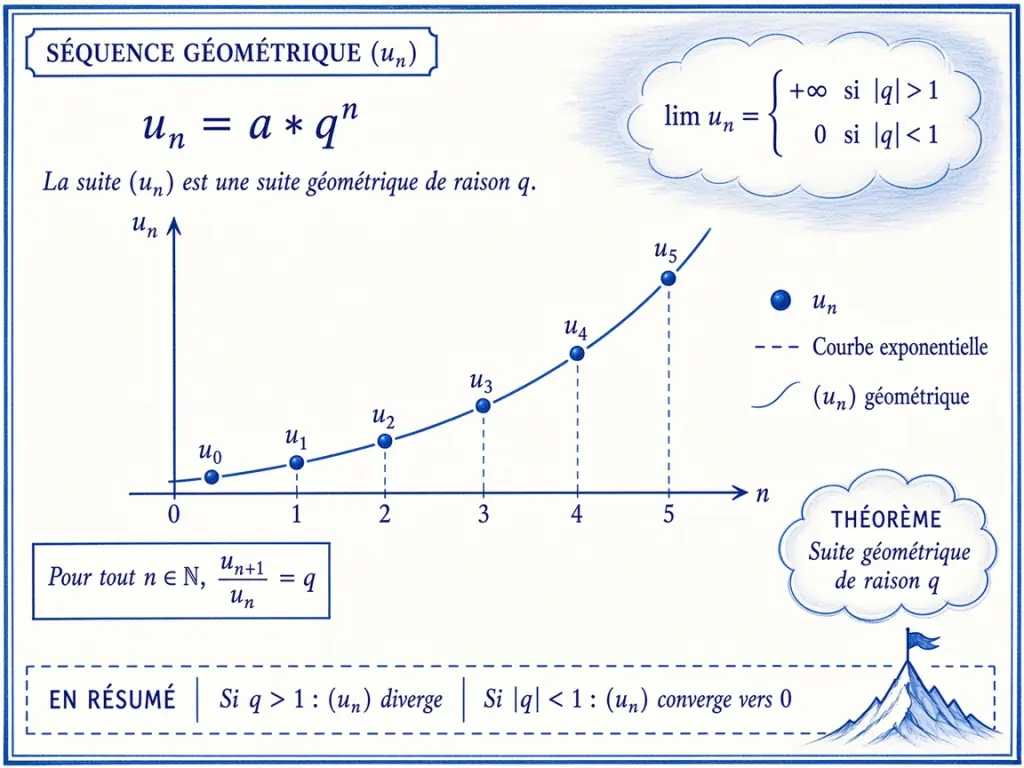 SÉQUENCE GÉOMÉTRIQUE (uₙ)
uₙ = a * qⁿ
La suite (uₙ) est une suite géométrique de raison q.
lim uₙ = { +∞ si |q| > 1
0 si |q| < 1
uₙ
u₀
u₁
u₂
u₃
u₄
u₅
n
0 1 2 3 4 5
uₙ
Courbe exponentielle
(uₙ) géométrique
Pour tout n ∈ ℕ, uₙ₊₁ / uₙ = q
THÉORÈME
Suite géométrique
de raison q
EN RÉSUMÉ | Si q > 1 : (uₙ) diverge | Si |q| < 1 : (uₙ) converge vers 0